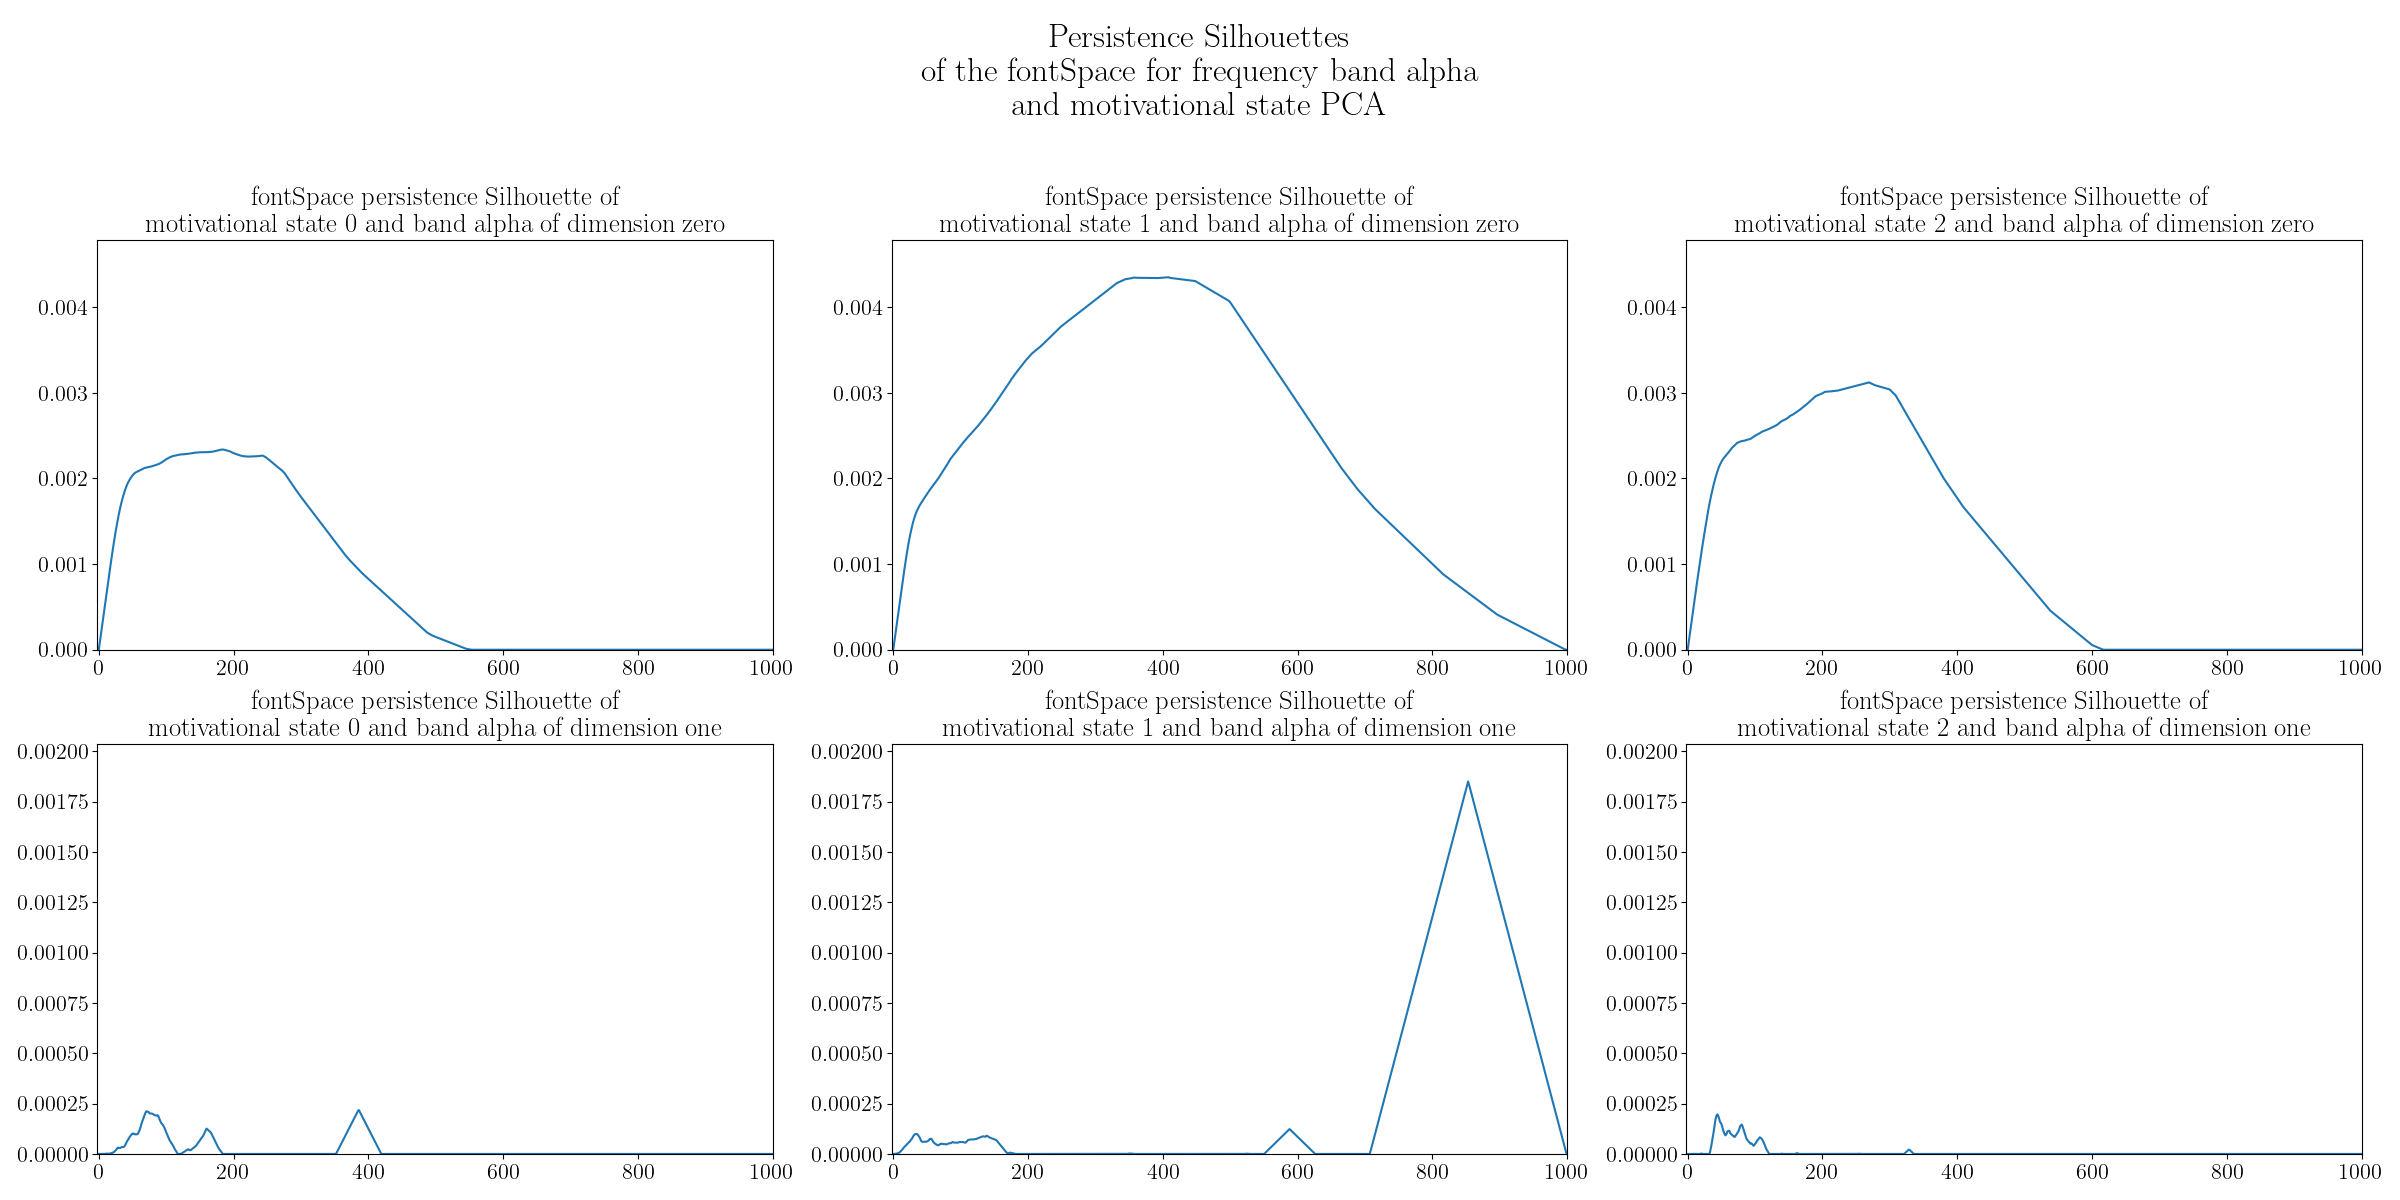 Persistence Silhouettes
of the fontSpace for frequency band alpha
and motivational state PCA
fontSpace persistence Silhouette of
motivational state 0 and band alpha of dimension zero
0.004
0.003
0.002
0.001
0.000
0 200 400 600 800 1000
fontSpace persistence Silhouette of
motivational state 1 and band alpha of dimension zero
0.004
0.003
0.002
0.001
0.000
0 200 400 600 800 1000
fontSpace persistence Silhouette of
motivational state 2 and band alpha of dimension zero
0.004
0.003
0.002
0.001
0.000
0 200 400 600 800 1000
fontSpace persistence Silhouette of
motivational state 0 and band alpha of dimension one
0.00200
0.00175
0.00150
0.00125
0.00100
0.00075
0.00050
0.00025
0.00000
0 200 400 600 800 1000
fontSpace persistence Silhouette of
motivational state 1 and band alpha of dimension one
0.00200
0.00175
0.00150
0.00125
0.00100
0.00075
0.00050
0.00025
0.00000
0 200 400 600 800 1000
fontSpace persistence Silhouette of
motivational state 2 and band alpha of dimension one
0.00200
0.00175
0.00150
0.00125
0.00100
0.00075
0.00050
0.00025
0.00000
0 200 400 600 800 1000